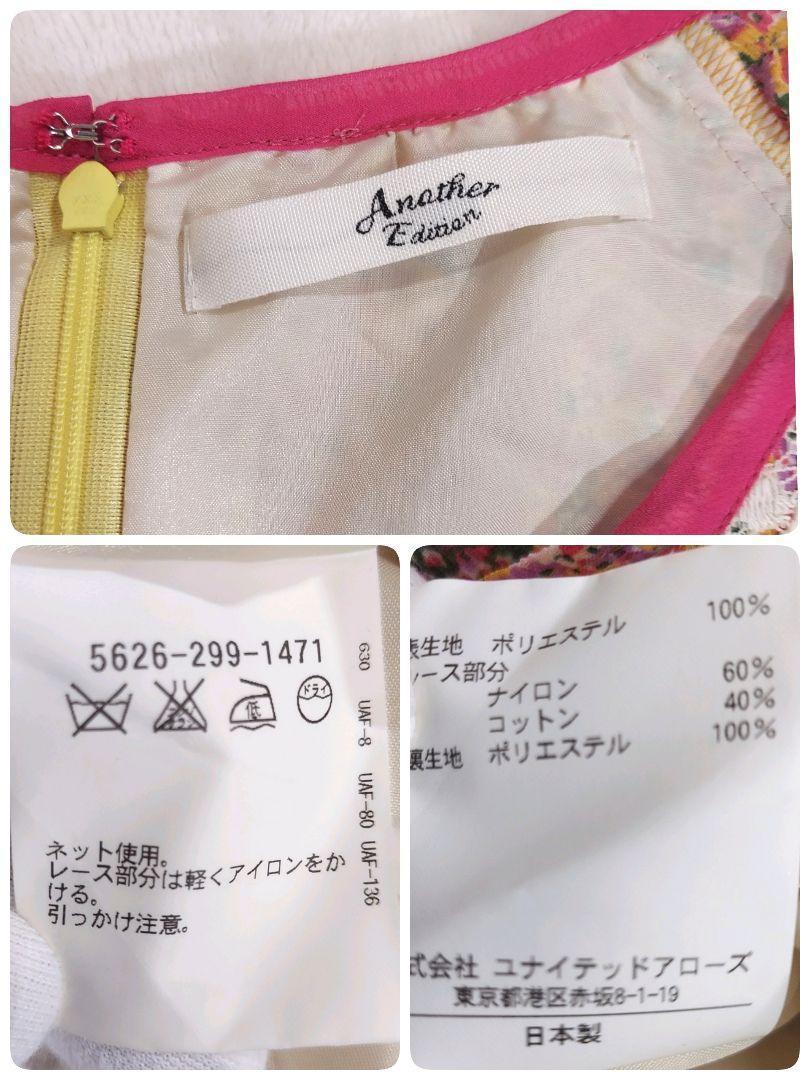 YKK
Another
Edition
5626-299-1471
低
ドライ
630 UAF-8 UAF-80 UAF-136
ネット使用。
レース部分は軽くアイロンをか
ける。
引っかけ注意。
表生地 ポリエステル 100%
レース部分
ナイロン 60%
コットン 40%
裏生地 ポリエステル 100%
式会社 ユナイテッドアローズ
東京都港区赤坂8-1-19
日本製